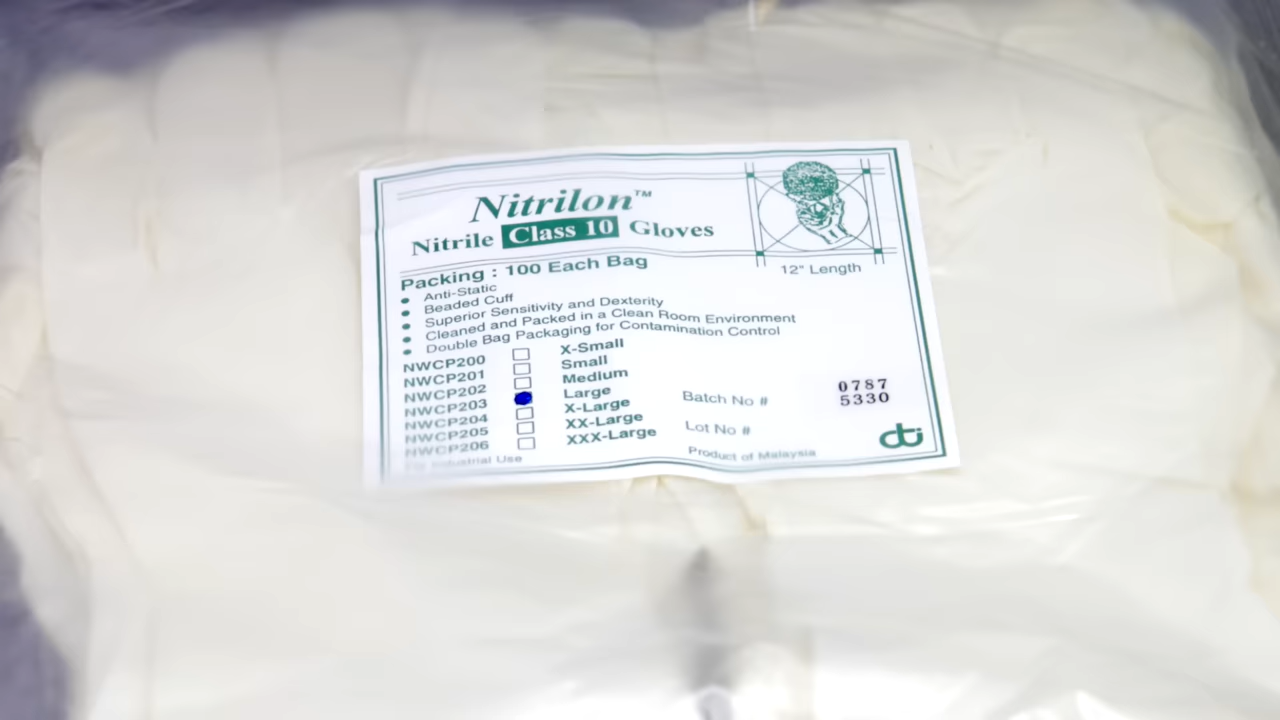 Nitrilon™
Nitrile Class 10 Gloves
12" Length
Packing : 100 Each Bag
• Anti-Static
• Beaded Cuff
• Superior Sensitivity and Dexterity
• Cleaned and Packed in a Clean Room Environment
• Double Bag Packaging for Contamination Control
NWCP200 X-Small
NWCP201 Small
NWCP202 Medium
NWCP203 Large
NWCP204 X-Large
NWCP205 XX-Large
NWCP206 XXX-Large
For Industrial Use
Batch No # 0787
5330
Lot No #
Product of Malaysia
dti